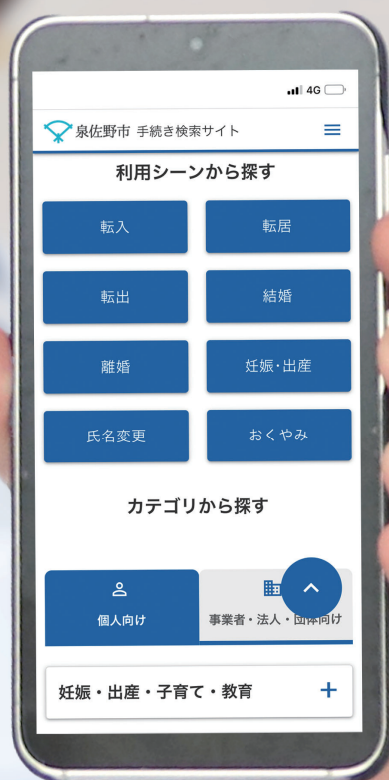 4G
泉佐野市 手続き検索サイト
利用シーンから探す
転入
転居
転出
結婚
離婚
妊娠・出産
氏名変更
おくやみ
カテゴリから探す
個人向け
事業者・法人・団体向け
妊娠・出産・子育て・教育